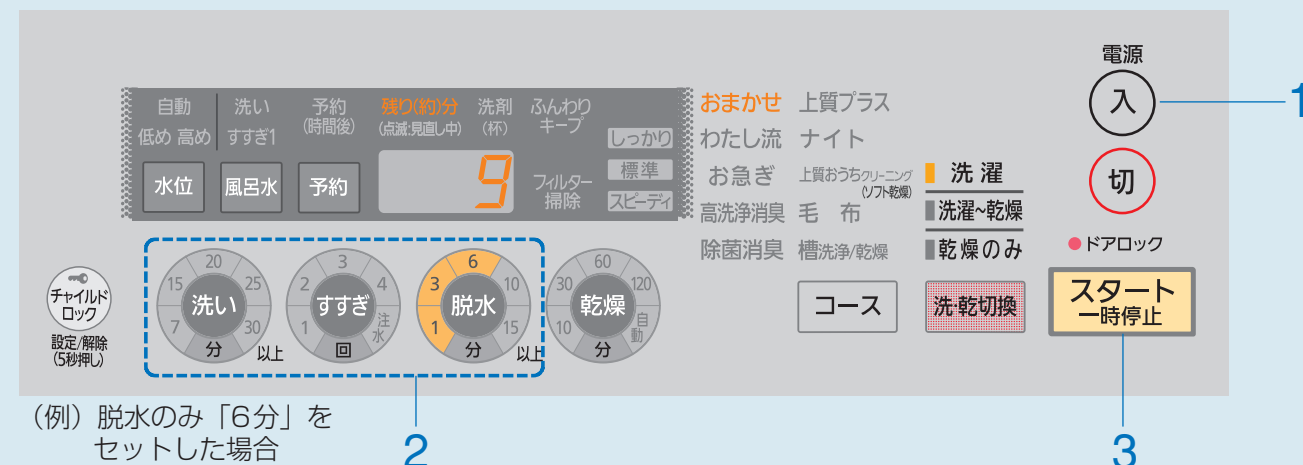 電源
入
1
切
ドアロック
スタート
一時停止
3
自動
低め 高め
洗い
すすぎ1
予約
(時間後)
残り(約)分
(点滅:見直し中)
洗剤
(杯)
ふんわり
キープ
しっかり
標準
スピーディ
フィルター
掃除
9
水位
風呂水
予約
おまかせ 上質プラス
わたし流 ナイト
お急ぎ 上質おうちクリーニング
(ソフト乾燥)
高洗浄消臭 毛布
除菌消臭 槽洗浄/乾燥
洗濯
洗濯~乾燥
乾燥のみ
コース
洗・乾切換
チャイルド
ロック
設定/解除
(5秒押し)
洗い
7 15 20 25 30
分 以上
すすぎ
1 2 3 4 注水
回
脱水
1 3 6 10 15
分 以上
乾燥
10 30 60 120 自動
分
2
(例)脱水のみ「6分」を
セットした場合